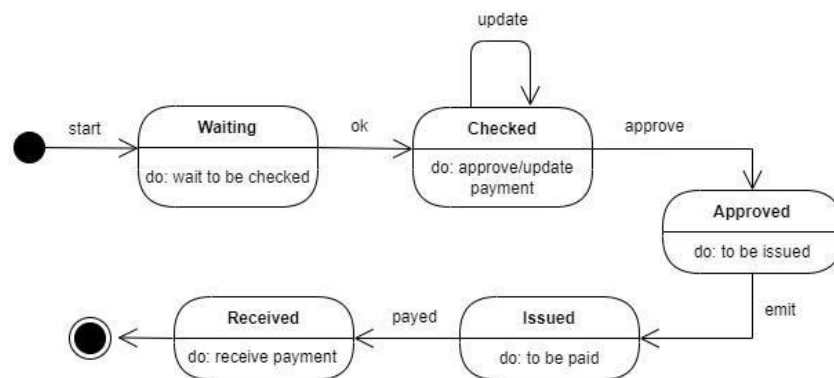 update
start
Waiting
do: wait to be checked
ok
Checked
do: approve/update
payment
approve
Approved
do: to be issued
emit
Issued
do: to be paid
payed
Received
do: receive payment